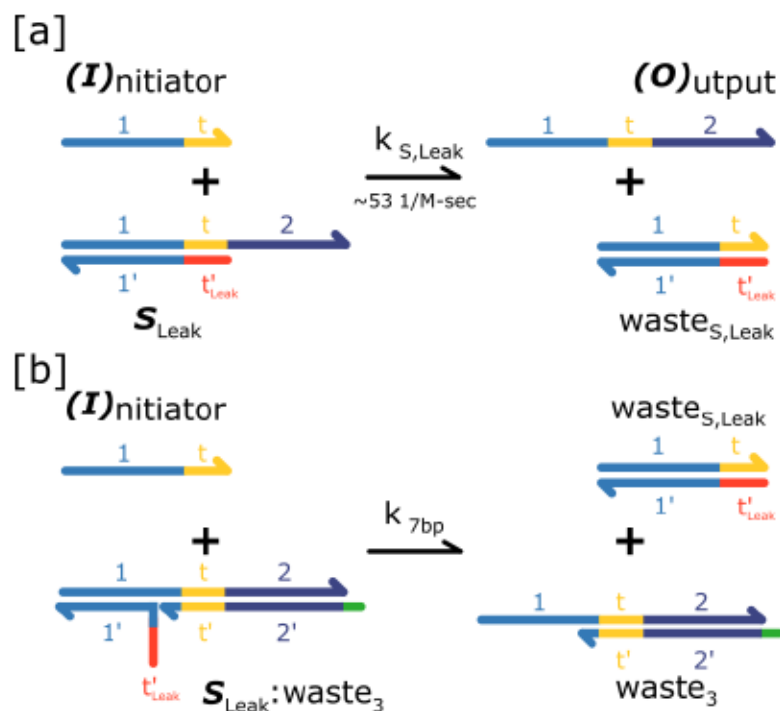 [a]
(I)nitiator
(O)utput
1 t
k S,Leak
1 t 2
+
~53 1/M-sec
+
1 t 2
1 t
1' t'Leak
1' t'Leak
SLeak
wasteS,Leak
[b]
(I)nitiator
wasteS,Leak
1 t
1 t
1' t'Leak
+
k 7bp
+
1 t 2
1 t 2
1' t' 2'
t' 2'
t'Leak
SLeak:waste3
waste3